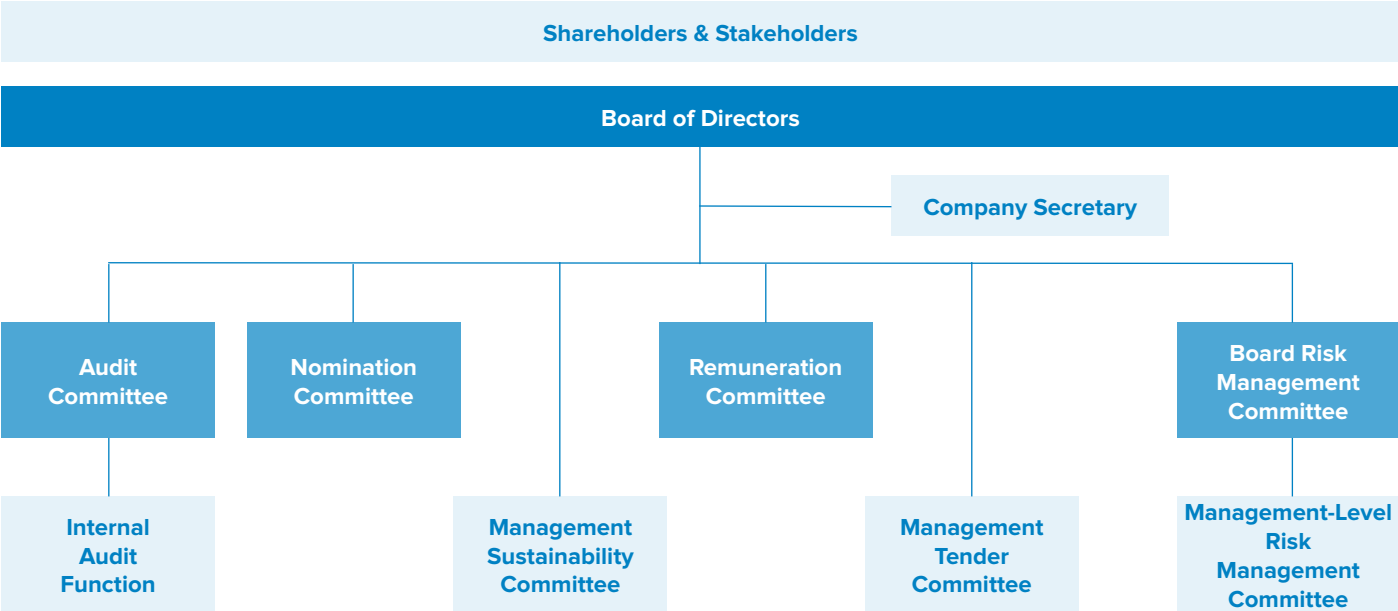 Shareholders & Stakeholders
Board of Directors
Company Secretary
Audit
Committee
Nomination
Committee
Remuneration
Committee
Board Risk
Management
Committee
Internal
Audit
Function
Management
Sustainability
Committee
Management
Tender
Committee
Management-Level
Risk
Management
Committee